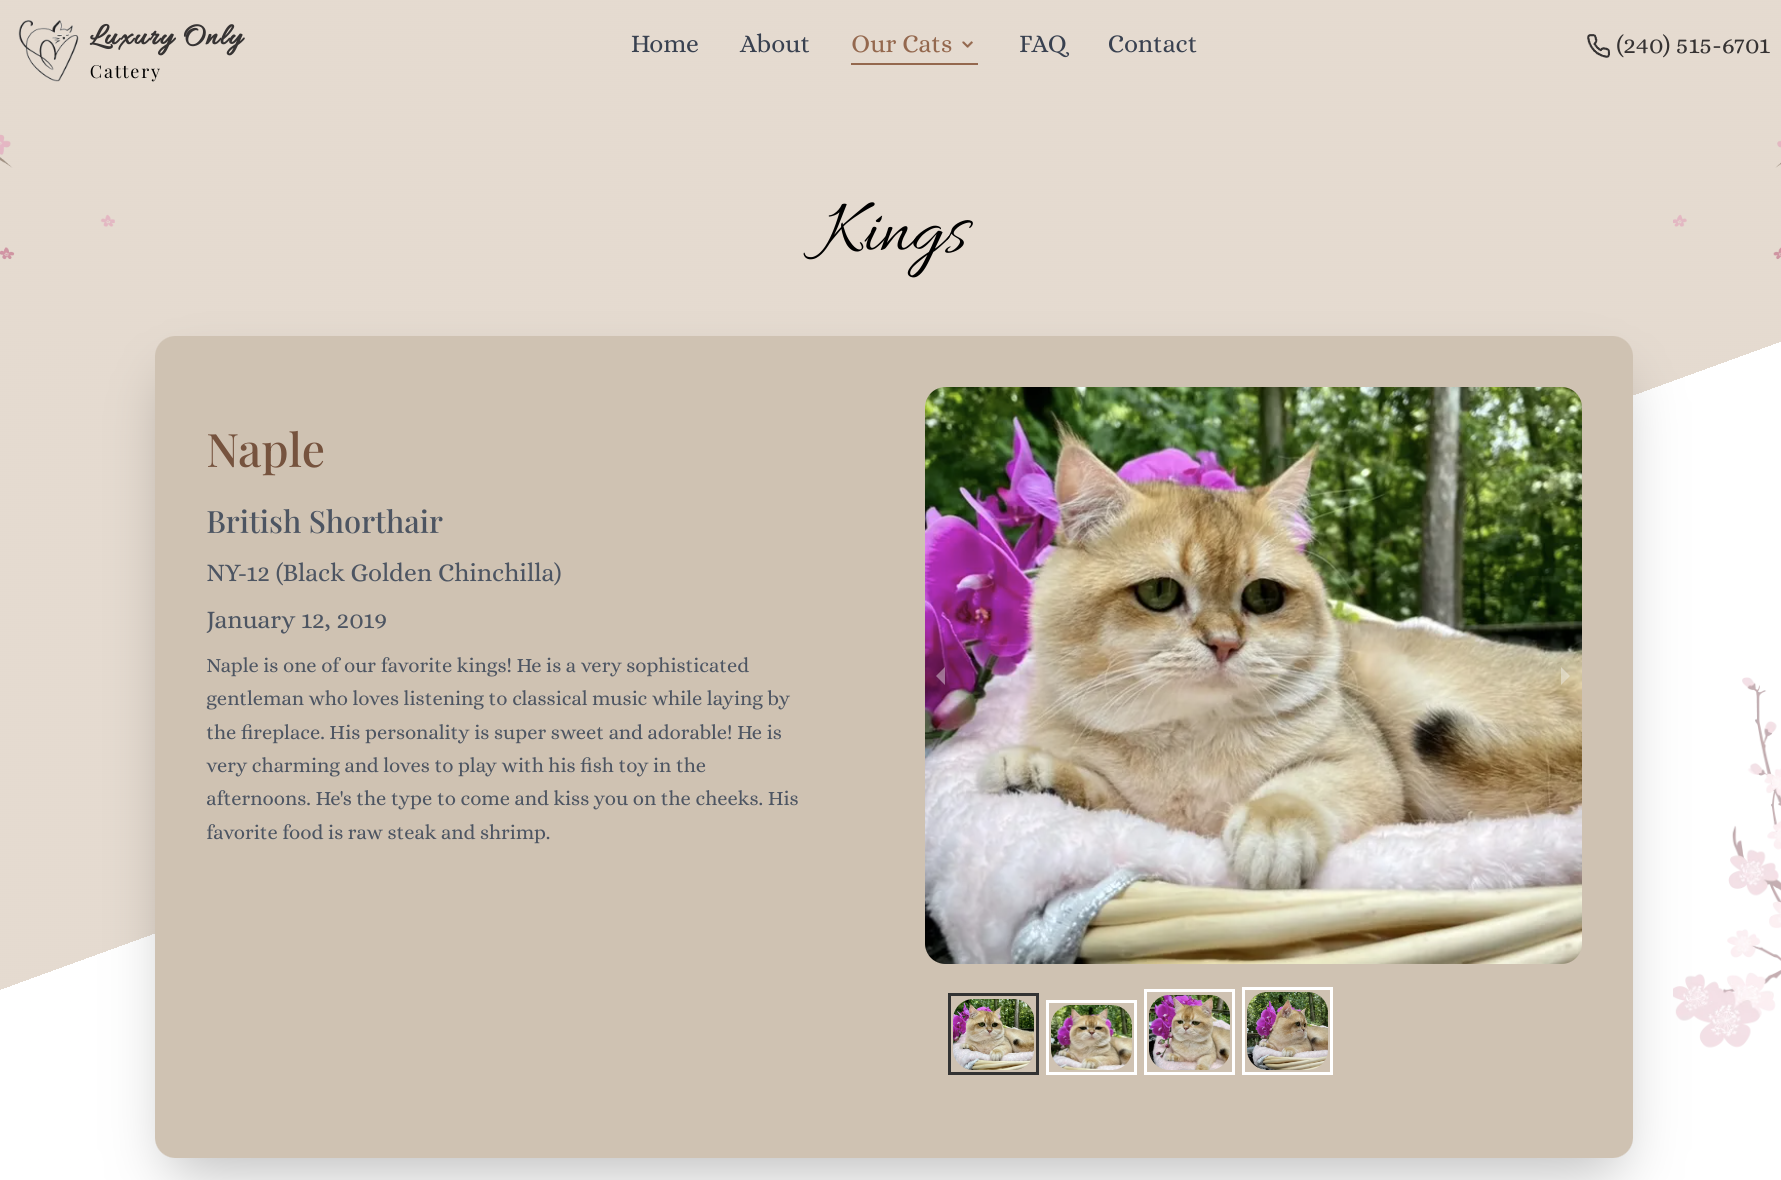 Luxury Only
Cattery
Home
About
Our Cats
FAQ
Contact
(240) 515-6701
Kings
Naple
British Shorthair
NY-12 (Black Golden Chinchilla)
January 12, 2019
Naple is one of our favorite kings! He is a very sophisticated
gentleman who loves listening to classical music while laying by
the fireplace. His personality is super sweet and adorable! He is
very charming and loves to play with his fish toy in the
afternoons. He's the type to come and kiss you on the cheeks. His
favorite food is raw steak and shrimp.